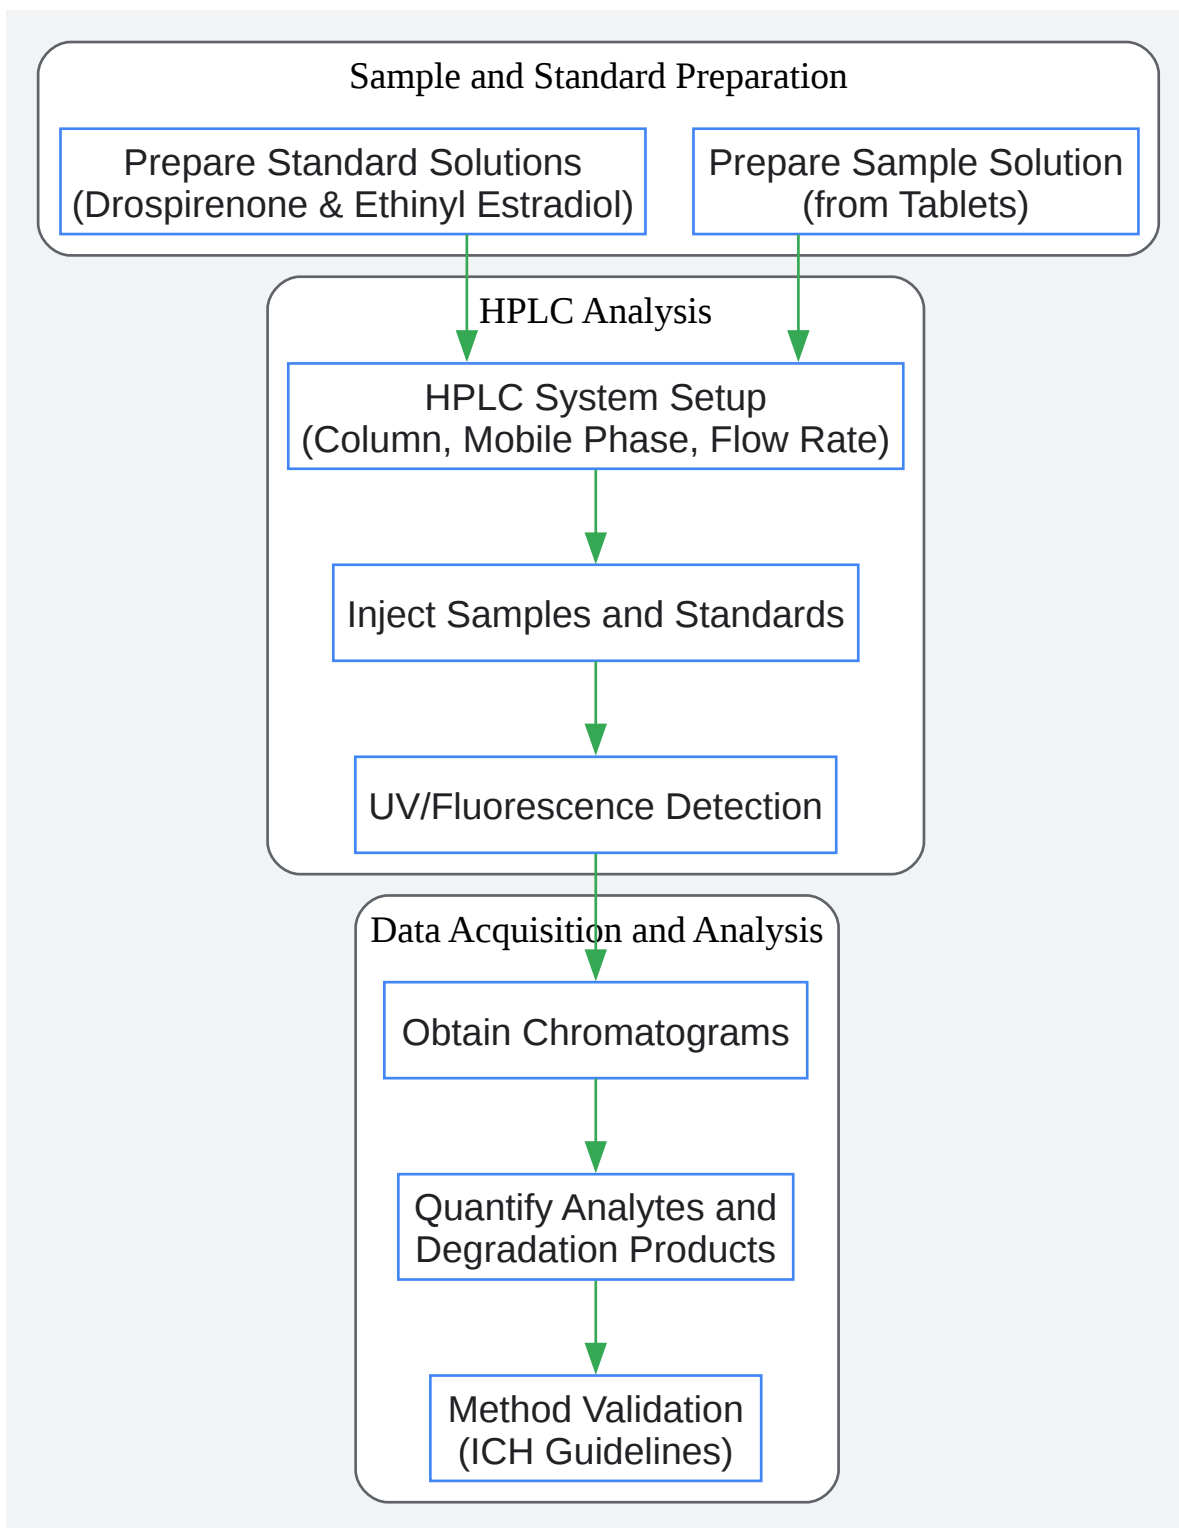 Sample and Standard Preparation
Prepare Standard Solutions
(Drospirenone & Ethinyl Estradiol)
Prepare Sample Solution
(from Tablets)
HPLC Analysis
HPLC System Setup
(Column, Mobile Phase, Flow Rate)
Inject Samples and Standards
UV/Fluorescence Detection
Data Acquisition and Analysis
Obtain Chromatograms
Quantify Analytes and
Degradation Products
Method Validation
(ICH Guidelines)